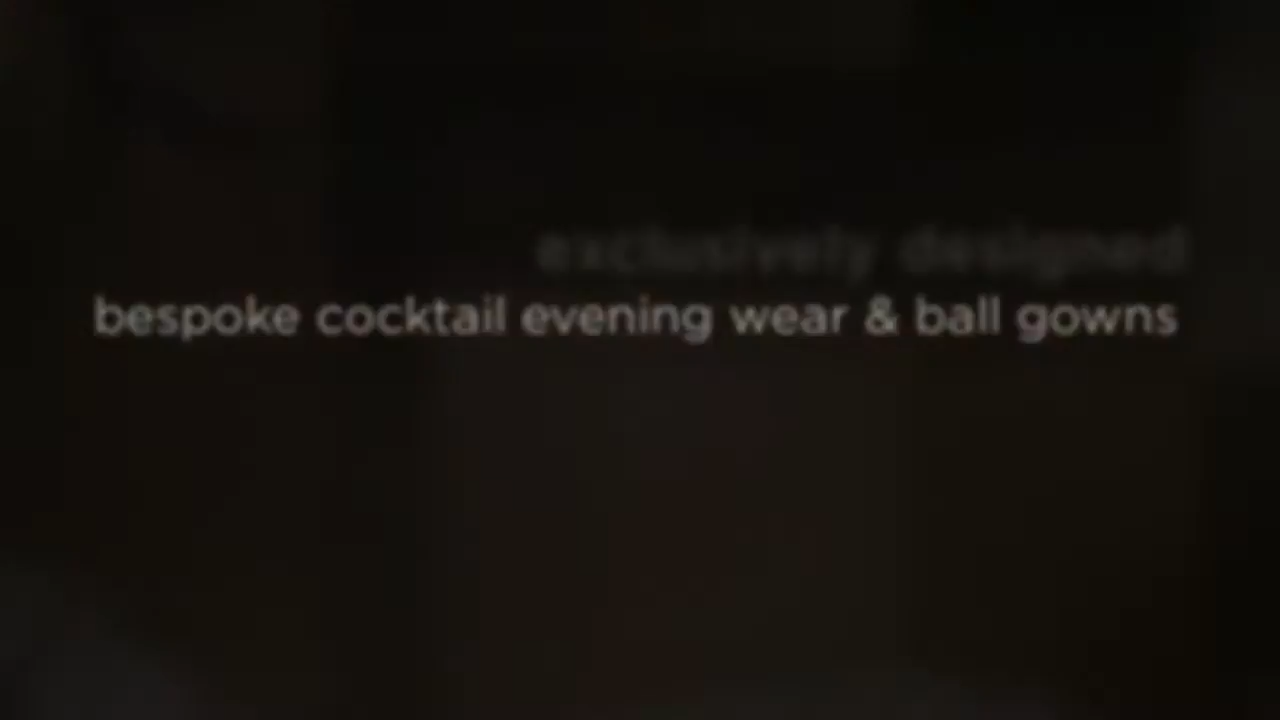 exclusively designed
bespoke cocktail evening wear & ball gowns